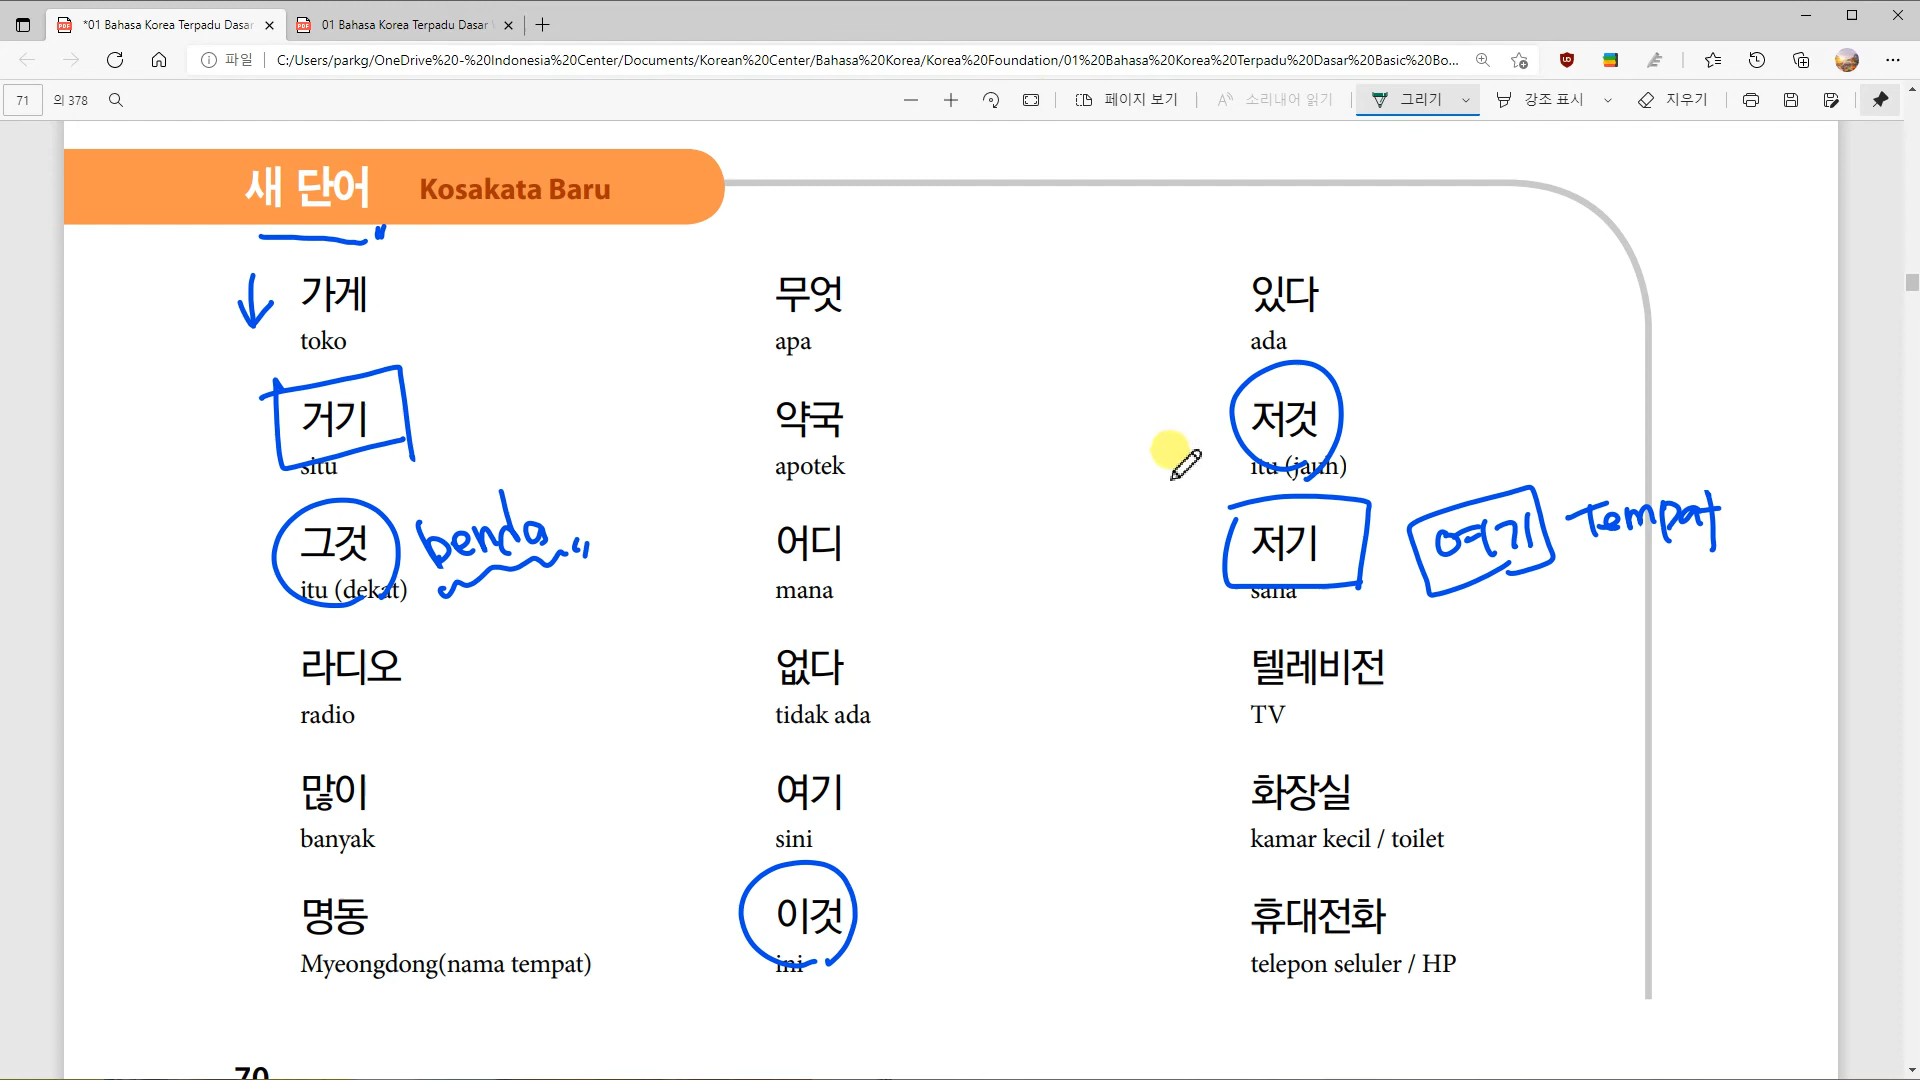 *01 Bahasa Korea Terpadu Dasar
01 Bahasa Korea Terpadu Dasar
파일
C:/Users/parkg/OneDrive%20-%20Indonesia%20Center/Documents/Korean%20Center/Bahasa%20Korea/Korea%20Foundation/01%20Bahasa%20Korea%20Terpadu%20Dasar%20Basic%20Bo...
71 의 378 페이지 보기 소리내어 읽기 그리기 강조 표시 지우기
새 단어 Kosakata Baru
가게
toko
거기
situ
그것 benda
itu (dekat)
라디오
radio
많이
banyak
명동
Myeongdong(nama tempat)
무엇
apa
약국
apotek
어디
mana
없다
tidak ada
여기
sini
이것
ini
있다
ada
저것
itu (jauh)
저기 여기 Tempat
sana
텔레비전
TV
화장실
kamar kecil / toilet
휴대전화
telepon seluler / HP
70